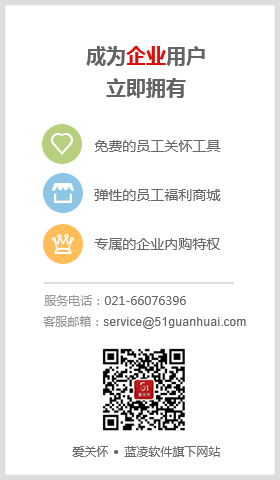 成为企业用户
立即拥有
免费的员工关怀工具
弹性的员工福利商城
专属的企业内购特权
服务电话：021-66076396
客服邮箱：service@51guanhuai.com
51
爱关怀
爱关怀 • 蓝凌软件旗下网站